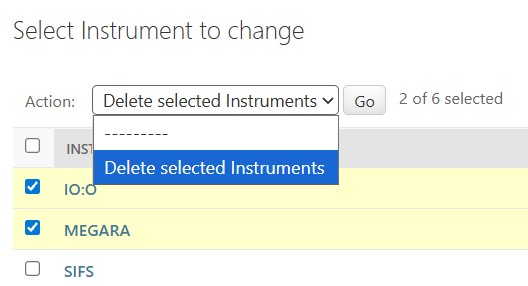 Select Instrument to change
Action: Delete selected Instruments Go 2 of 6 selected
---------
INST
Delete selected Instruments
IO:O
MEGARA
SIFS